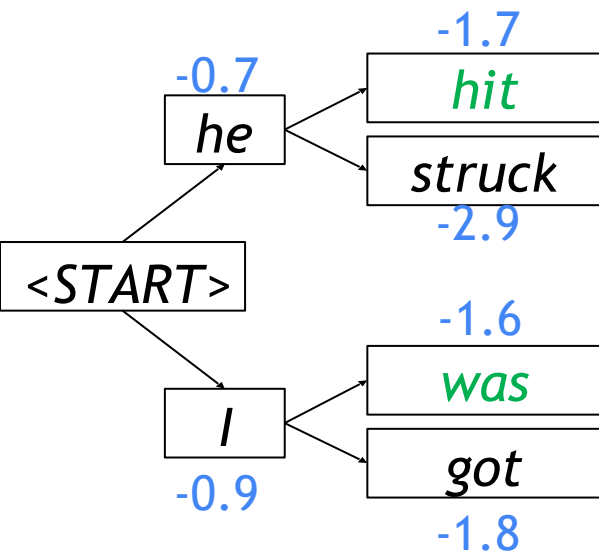 -1.7
-0.7
hit
he
struck
-2.9
<START>
-1.6
was
I
got
-0.9
-1.8